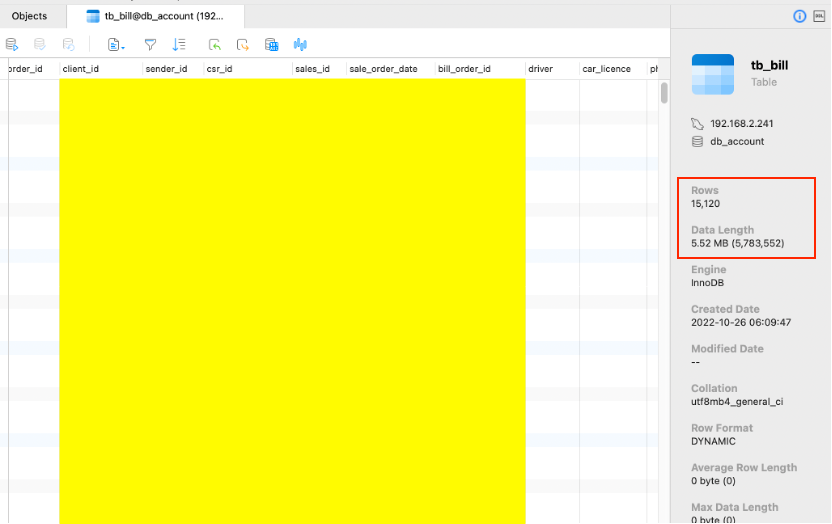 Objects
tb_bill@db_account (192...
order_id client_id sender_id csr_id sales_id sale_order_date bill_order_id driver car_licence
tb_bill
Table
192.168.2.241
db_account
Rows
15,120
Data Length
5.52 MB (5,783,552)
Engine
InnoDB
Created Date
2022-10-26 06:09:47
Modified Date
--
Collation
utf8mb4_general_ci
Row Format
DYNAMIC
Average Row Length
0 byte (0)
Max Data Length
0 byte (0)